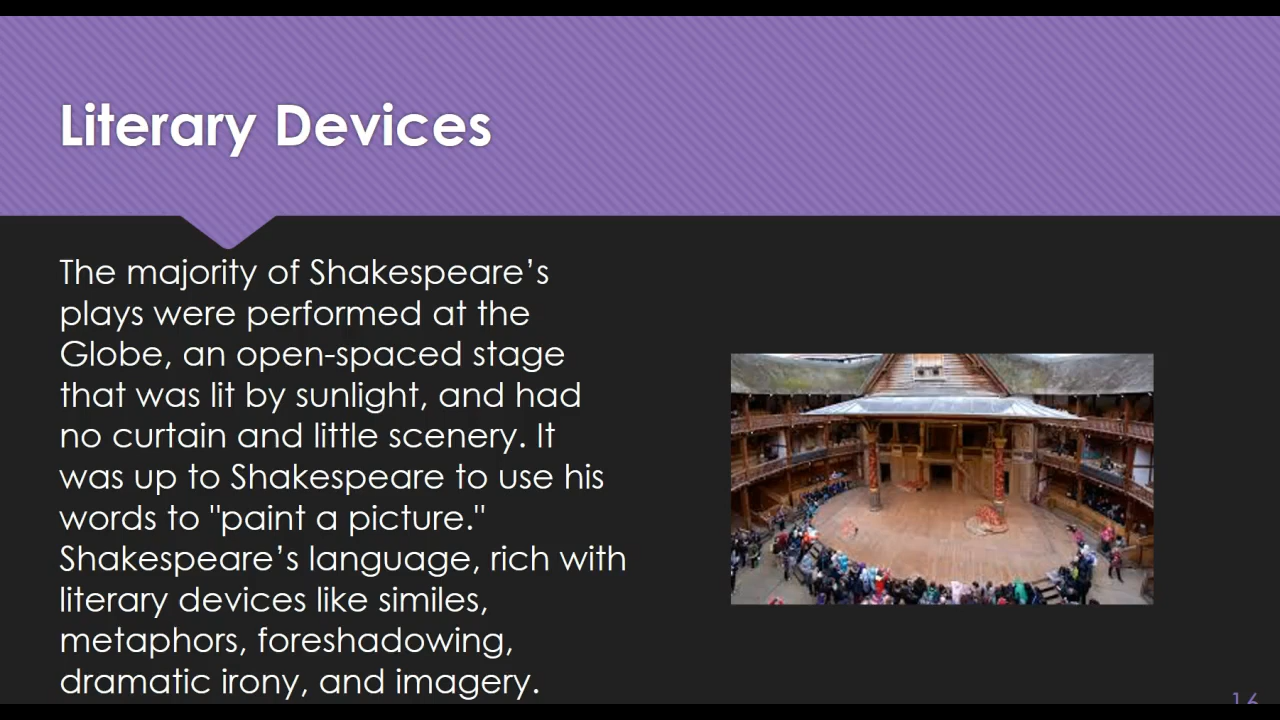 Literary Devices
The majority of Shakespeare’s
plays were performed at the
Globe, an open-spaced stage
that was lit by sunlight, and had
no curtain and little scenery. It
was up to Shakespeare to use his
words to "paint a picture."
Shakespeare’s language, rich with
literary devices like similes,
metaphors, foreshadowing,
dramatic irony, and imagery.
16